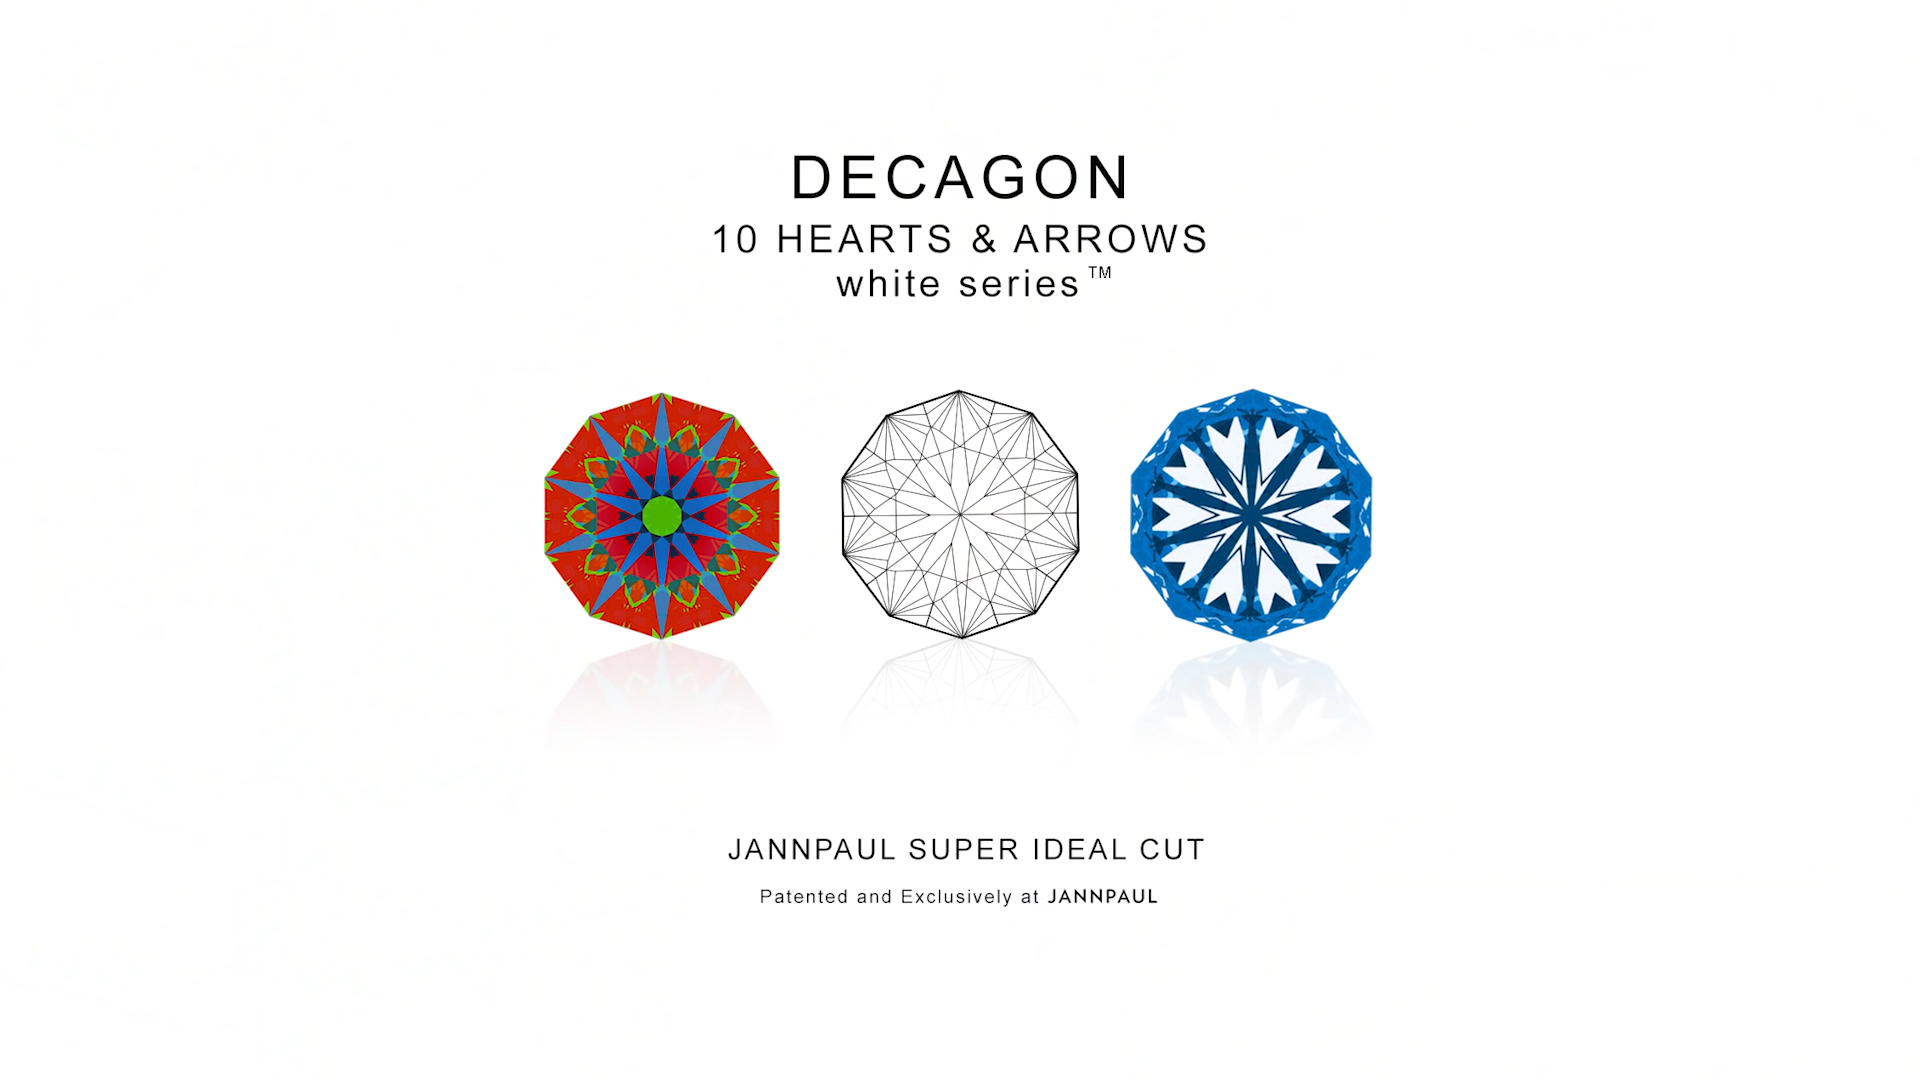 DECAGON
10 HEARTS & ARROWS
white series™
JANNPAUL SUPER IDEAL CUT
Patented and Exclusively at JANNPAUL